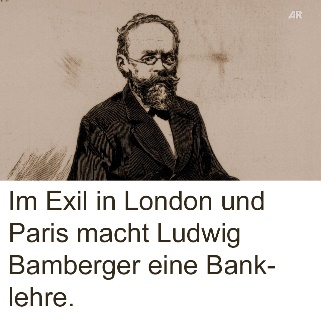 AR
Im Exil in London und
Paris macht Ludwig
Bamberger eine Bank-
lehre.